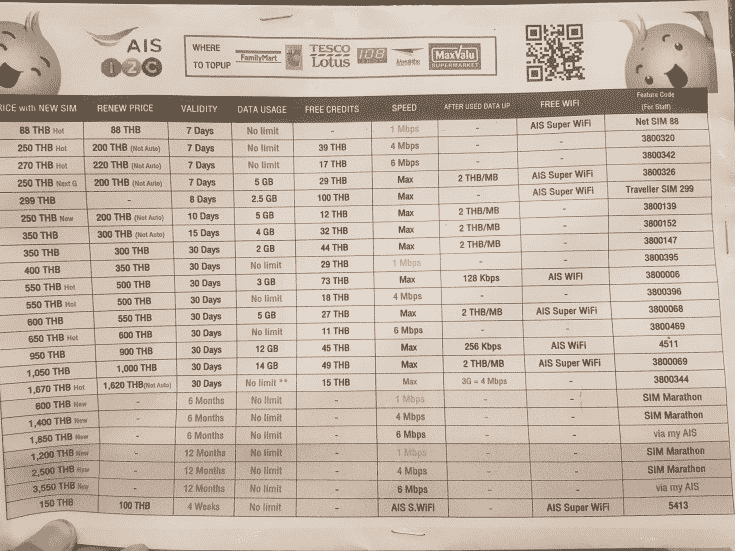 AIS
1 2 C
WHERE TO TOPUP
FamilyMart TESCO Lotus 108 MaxValu SUPERMARKET
RICE with NEW SIM RENEW PRICE VALIDITY DATA USAGE FREE CREDITS SPEED AFTER USED DATA UP FREE WIFI Feature Code (For Staff)
88 THB Hot 88 THB 7 Days No limit - 1 Mbps - AIS Super WiFi Net SIM 88
250 THB Hot 200 THB (Not Auto) 7 Days No limit 39 THB 4 Mbps - - 3800320
270 THB Hot 220 THB (Not Auto) 7 Days No limit 17 THB 6 Mbps - - 3800342
250 THB Next G 200 THB (Not Auto) 7 Days 5 GB 29 THB Max 2 THB/MB AIS Super WiFi 3800326
299 THB - 8 Days 2.5 GB 100 THB Max - AIS Super WiFi Traveller SIM 299
250 THB New 200 THB (Not Auto) 10 Days 5 GB 12 THB Max 2 THB/MB - 3800139
350 THB 300 THB (Not Auto) 15 Days 4 GB 32 THB Max 2 THB/MB - 3800152
350 THB 300 THB 30 Days 2 GB 44 THB Max 2 THB/MB - 3800147
400 THB 350 THB 30 Days No limit 29 THB 1 Mbps - - 3800395
550 THB Hot 500 THB 30 Days 3 GB 73 THB Max 128 Kbps AIS WiFi 3800006
550 THB Hot 500 THB 30 Days No limit 18 THB 4 Mbps - - 3800396
600 THB 550 THB 30 Days 5 GB 27 THB Max 2 THB/MB AIS Super WiFi 3800068
650 THB Hot 600 THB 30 Days No limit 11 THB 6 Mbps - - 3800469
950 THB 900 THB 30 Days 12 GB 45 THB Max 256 Kbps AIS WiFi 4511
1,050 THB 1,000 THB 30 Days 14 GB 49 THB Max 2 THB/MB AIS Super WiFi 3800069
1,670 THB Hot 1,620 THB(Not Auto) 30 Days No limit ** 15 THB Max 3G = 4 Mbps - 3800344
600 THB New - 6 Months No limit - 1 Mbps - - SIM Marathon
1,400 THB New - 6 Months No limit - 4 Mbps - - SIM Marathon
1,850 THB New - 6 Months No limit - 6 Mbps - - via my AIS
1,200 THB New - 12 Months No limit - 1 Mbps - - SIM Marathon
2,500 THB New - 12 Months No limit - 4 Mbps - - SIM Marathon
3,550 THB New - 12 Months No limit - 6 Mbps - - via my AIS
150 THB 100 THB 4 Weeks No limit - AIS S.WiFi - AIS Super WiFi 5413